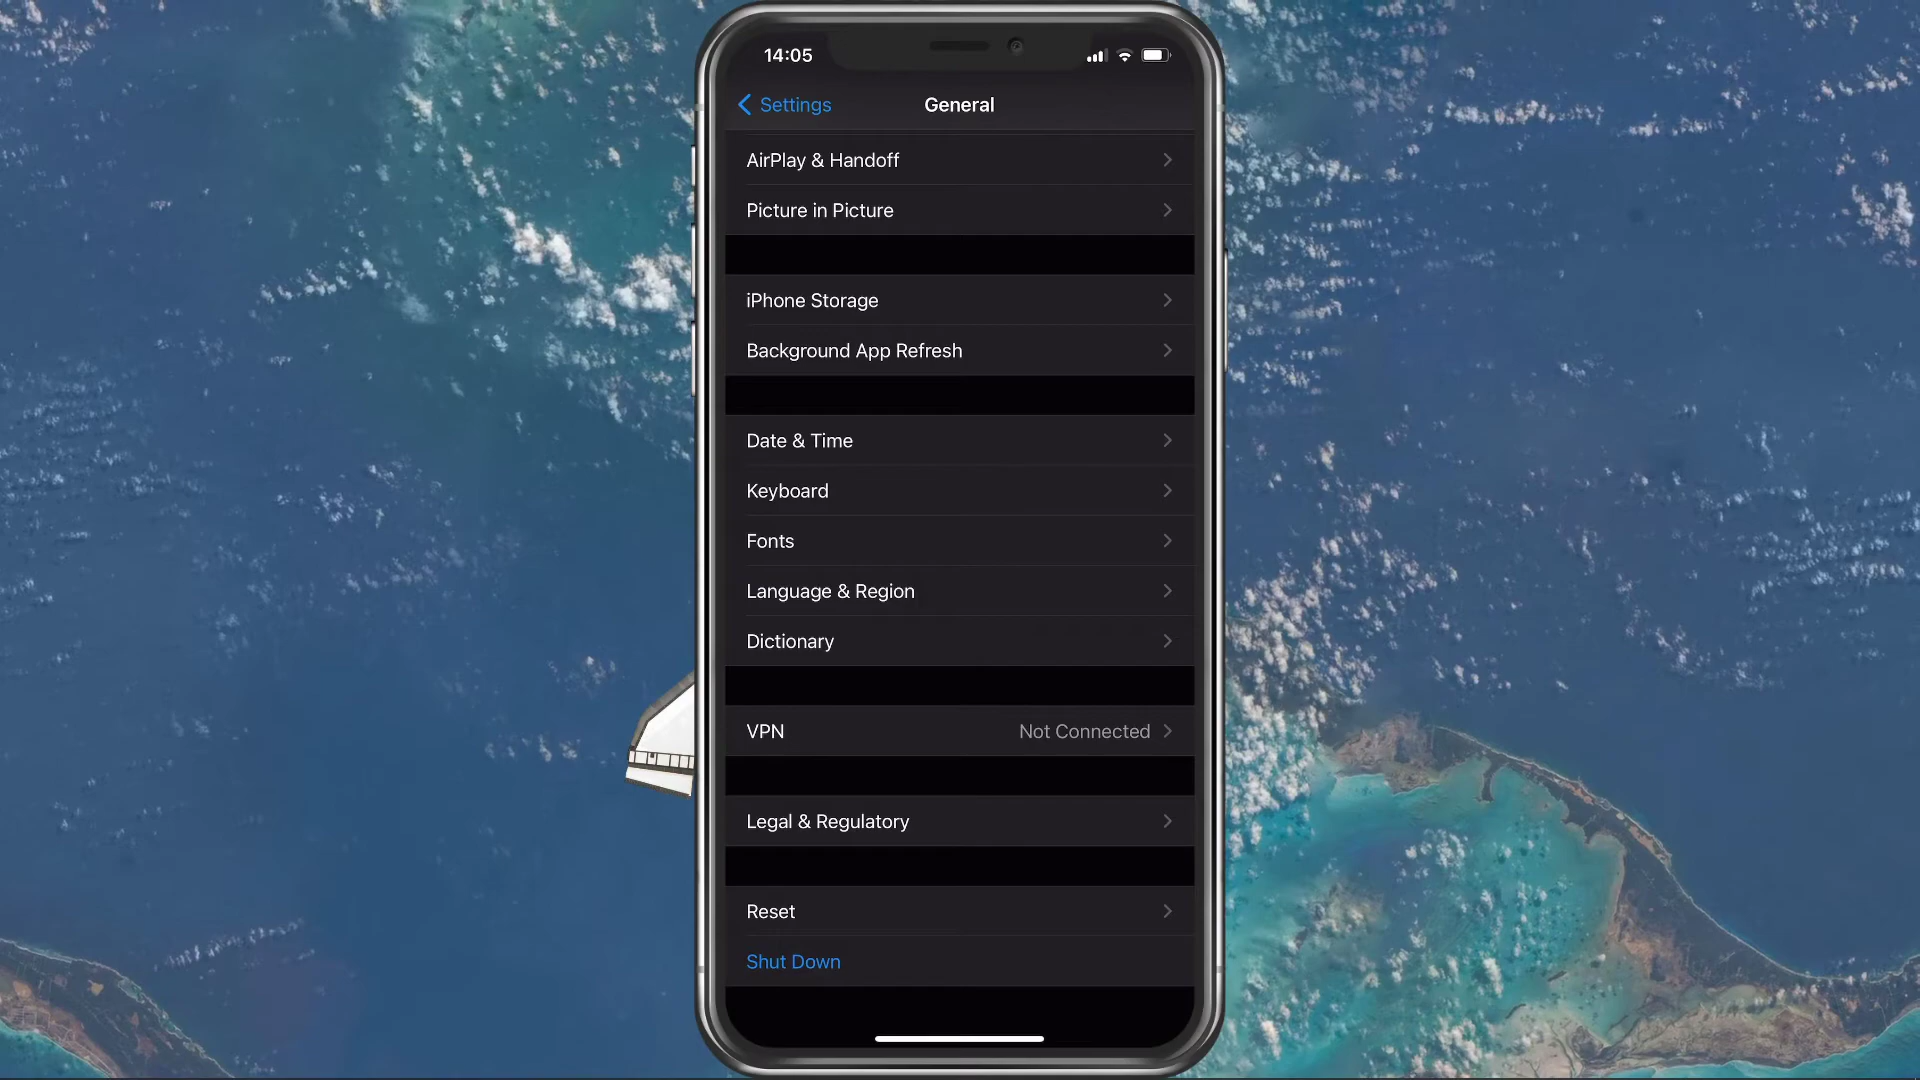 14:05
Settings
General
AirPlay & Handoff
Picture in Picture
iPhone Storage
Background App Refresh
Date & Time
Keyboard
Fonts
Language & Region
Dictionary
VPN Not Connected
Legal & Regulatory
Reset
Shut Down